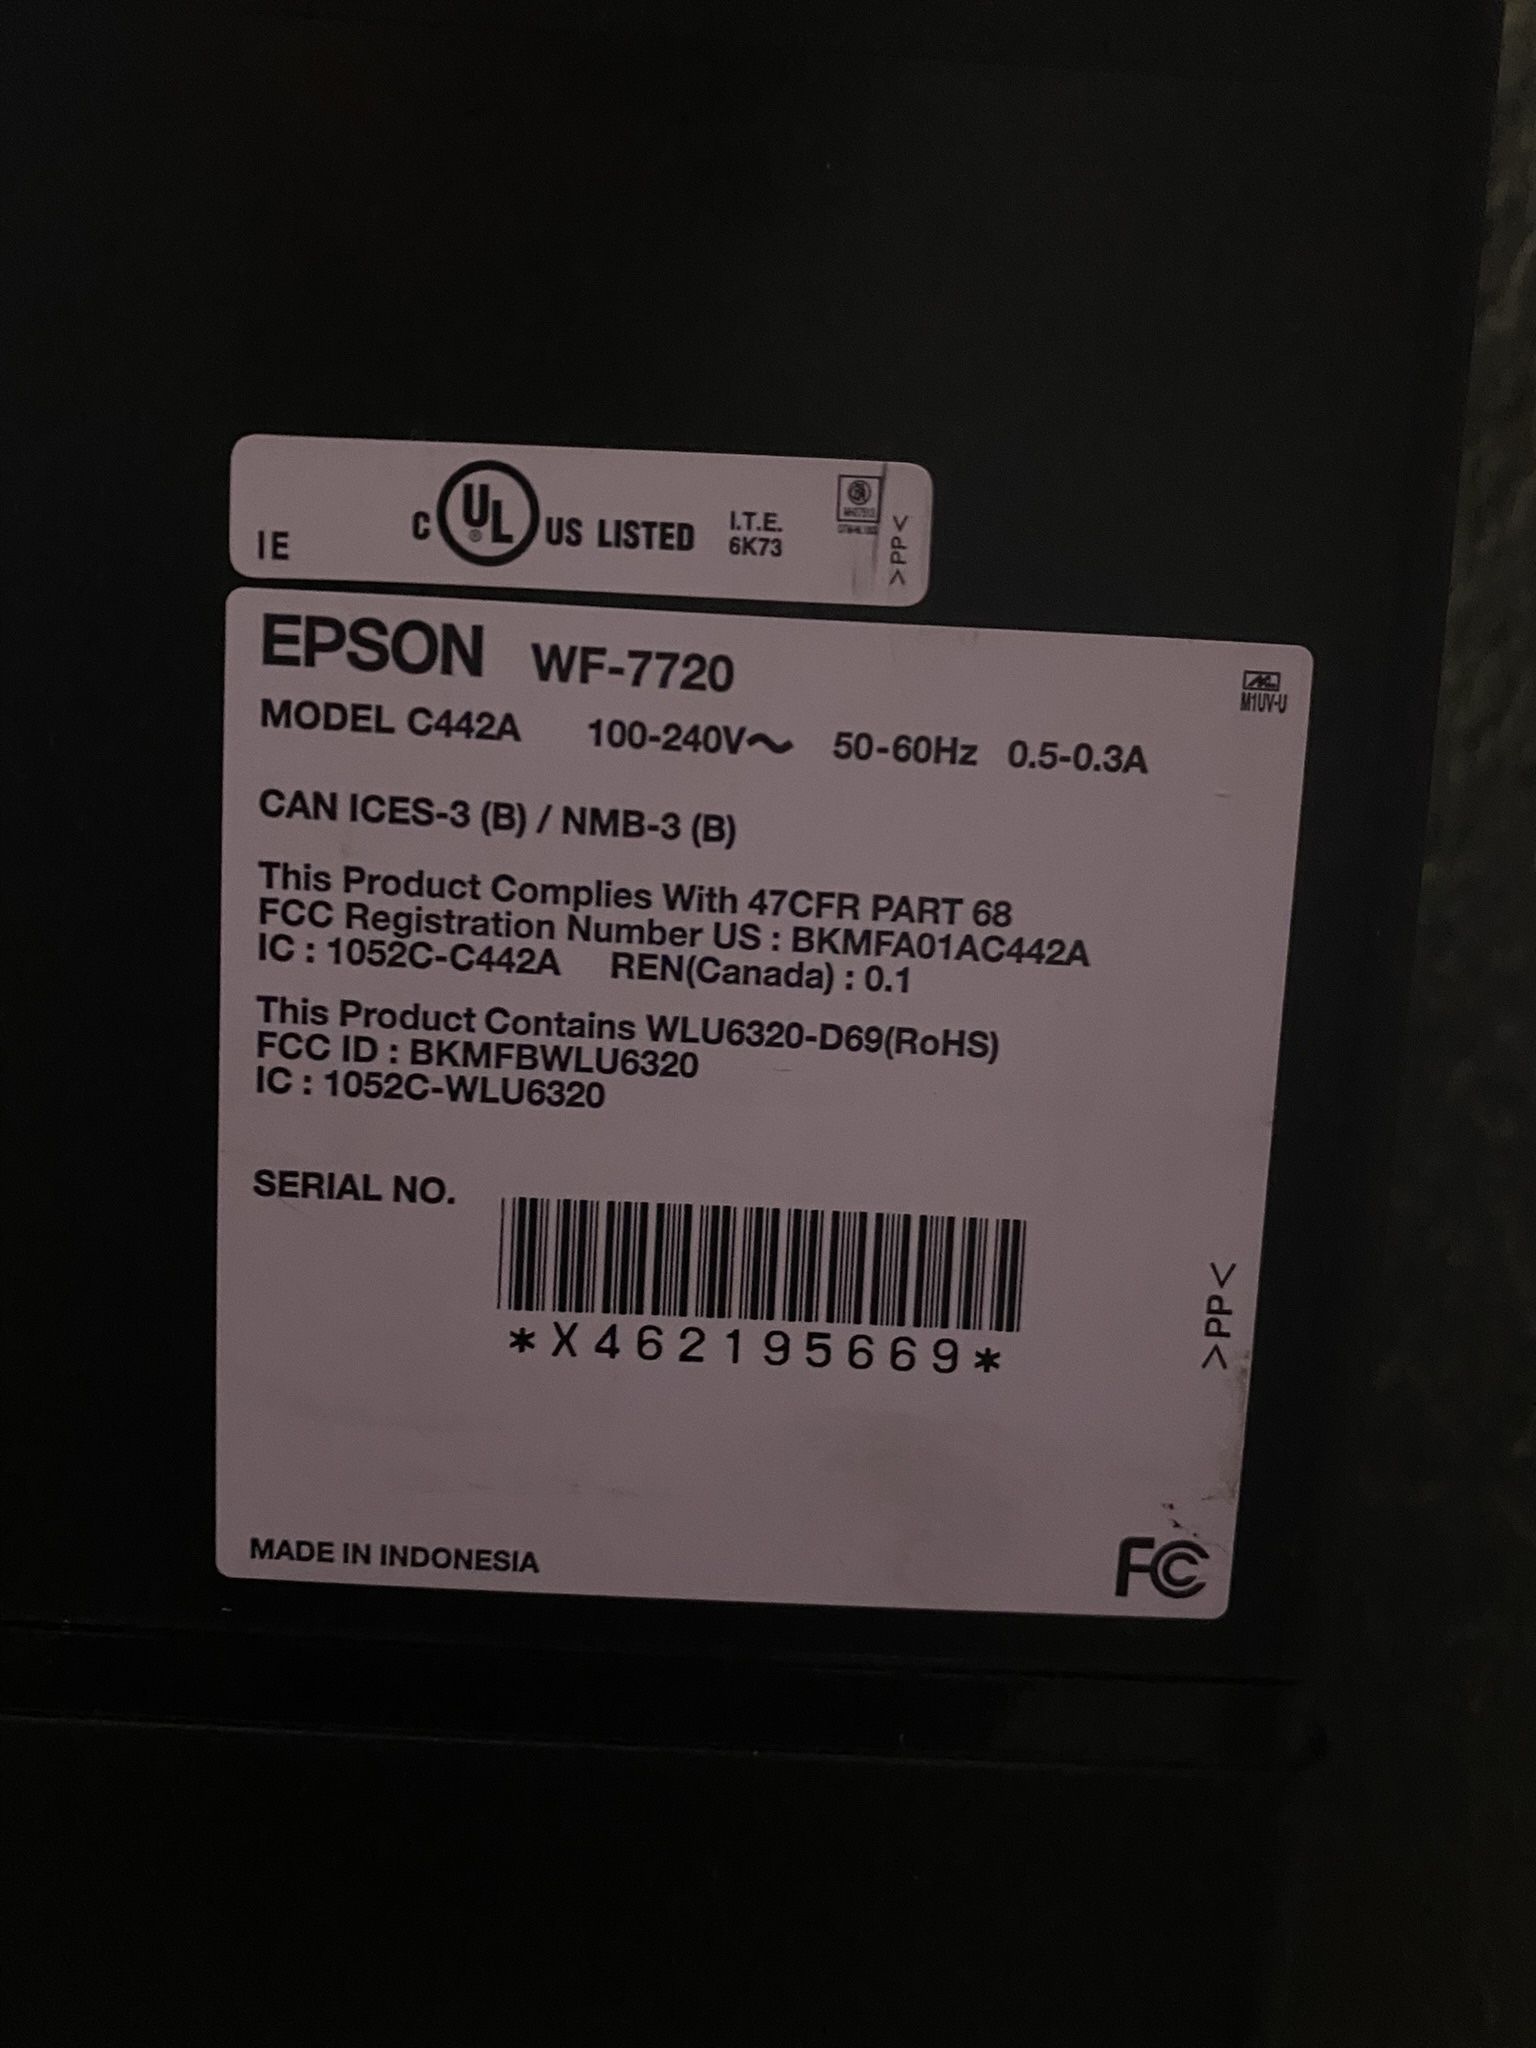 IE
C UL ® US LISTED
I.T.E.
6K73
>PP<
EPSON WF-7720
M1UV-U
MODEL C442A 100-240V~ 50-60Hz 0.5-0.3A
CAN ICES-3 (B) / NMB-3 (B)
This Product Complies With 47CFR PART 68
FCC Registration Number US : BKMFA01AC442A
IC : 1052C-C442A REN(Canada) : 0.1
This Product Contains WLU6320-D69(RoHS)
FCC ID : BKMFBWLU6320
IC : 1052C-WLU6320
SERIAL NO.
*X462195669*
>PP<
MADE IN INDONESIA
FC